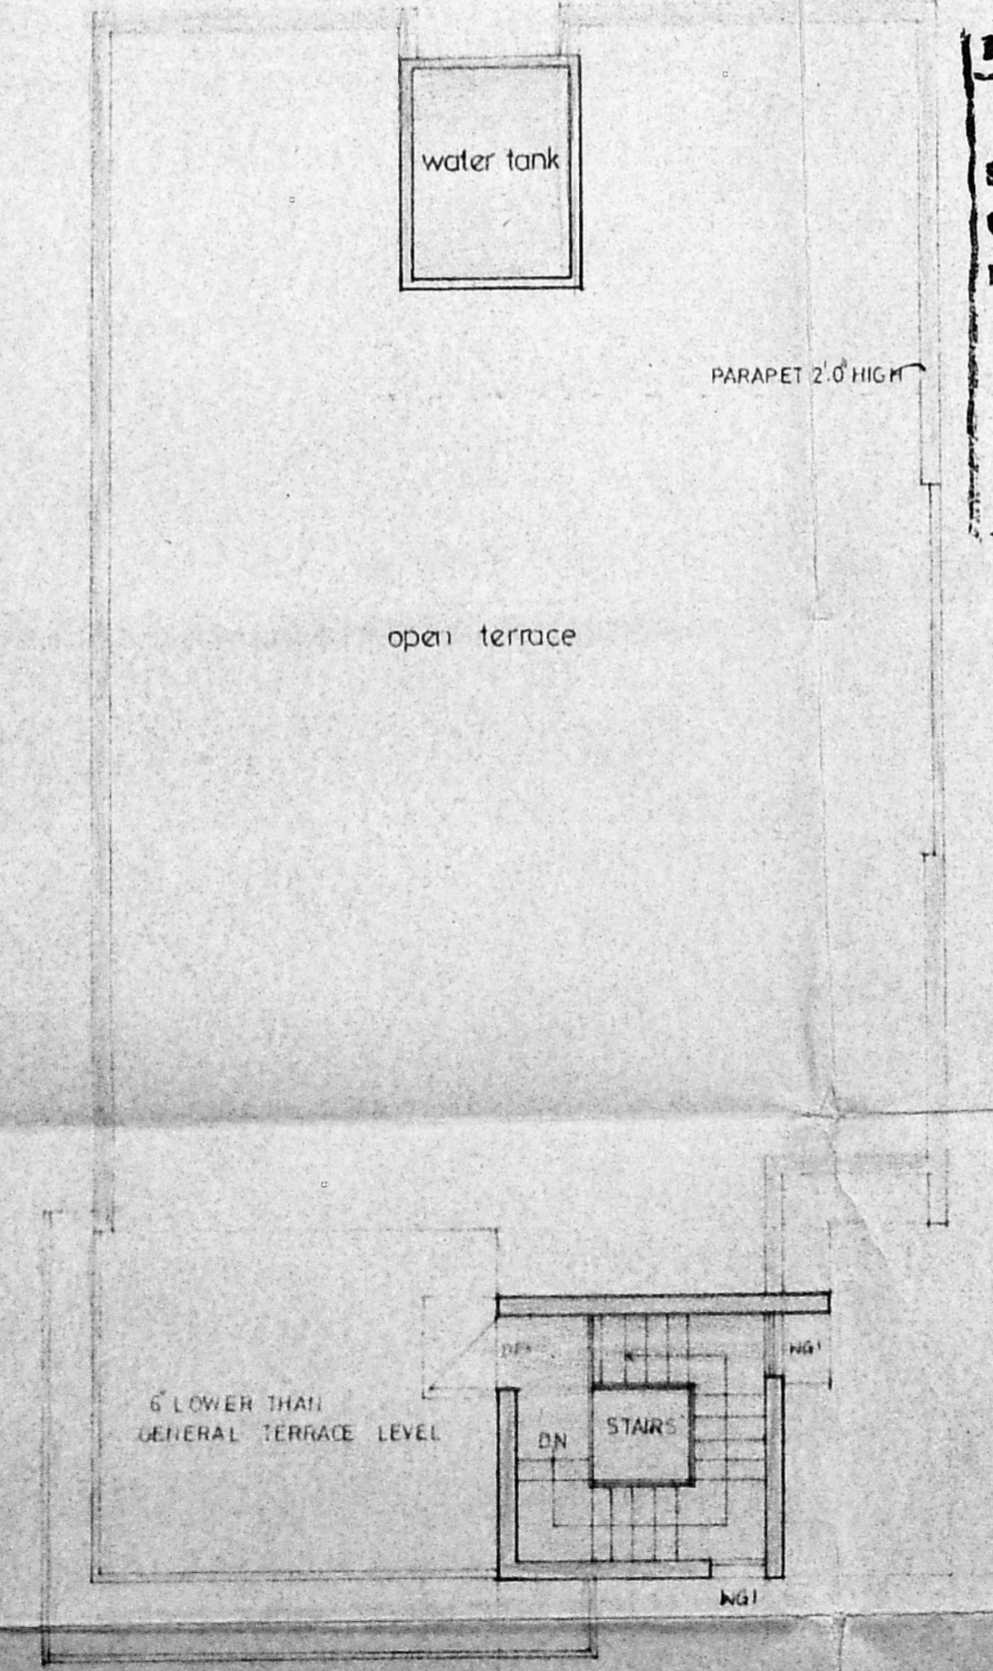 water tank
PARAPET 2'.0" HIGH
open terrace
6" LOWER THAN
GENERAL TERRACE LEVEL
STAIRS
DN
WG1
WG1